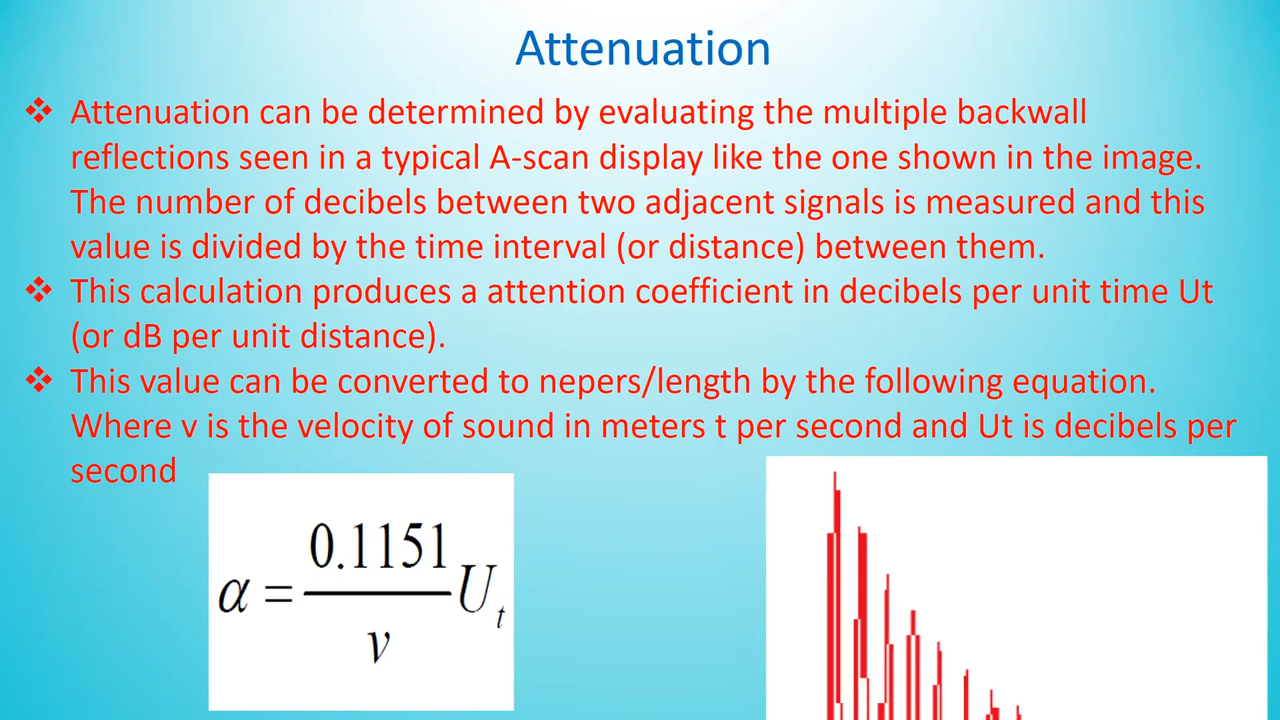 Attenuation
❖ Attenuation can be determined by evaluating the multiple backwall
reflections seen in a typical A-scan display like the one shown in the image.
The number of decibels between two adjacent signals is measured and this
value is divided by the time interval (or distance) between them.
❖ This calculation produces a attention coefficient in decibels per unit time Ut
(or dB per unit distance).
❖ This value can be converted to nepers/length by the following equation.
Where v is the velocity of sound in meters t per second and Ut is decibels per
second
α = 0.1151/v U_t